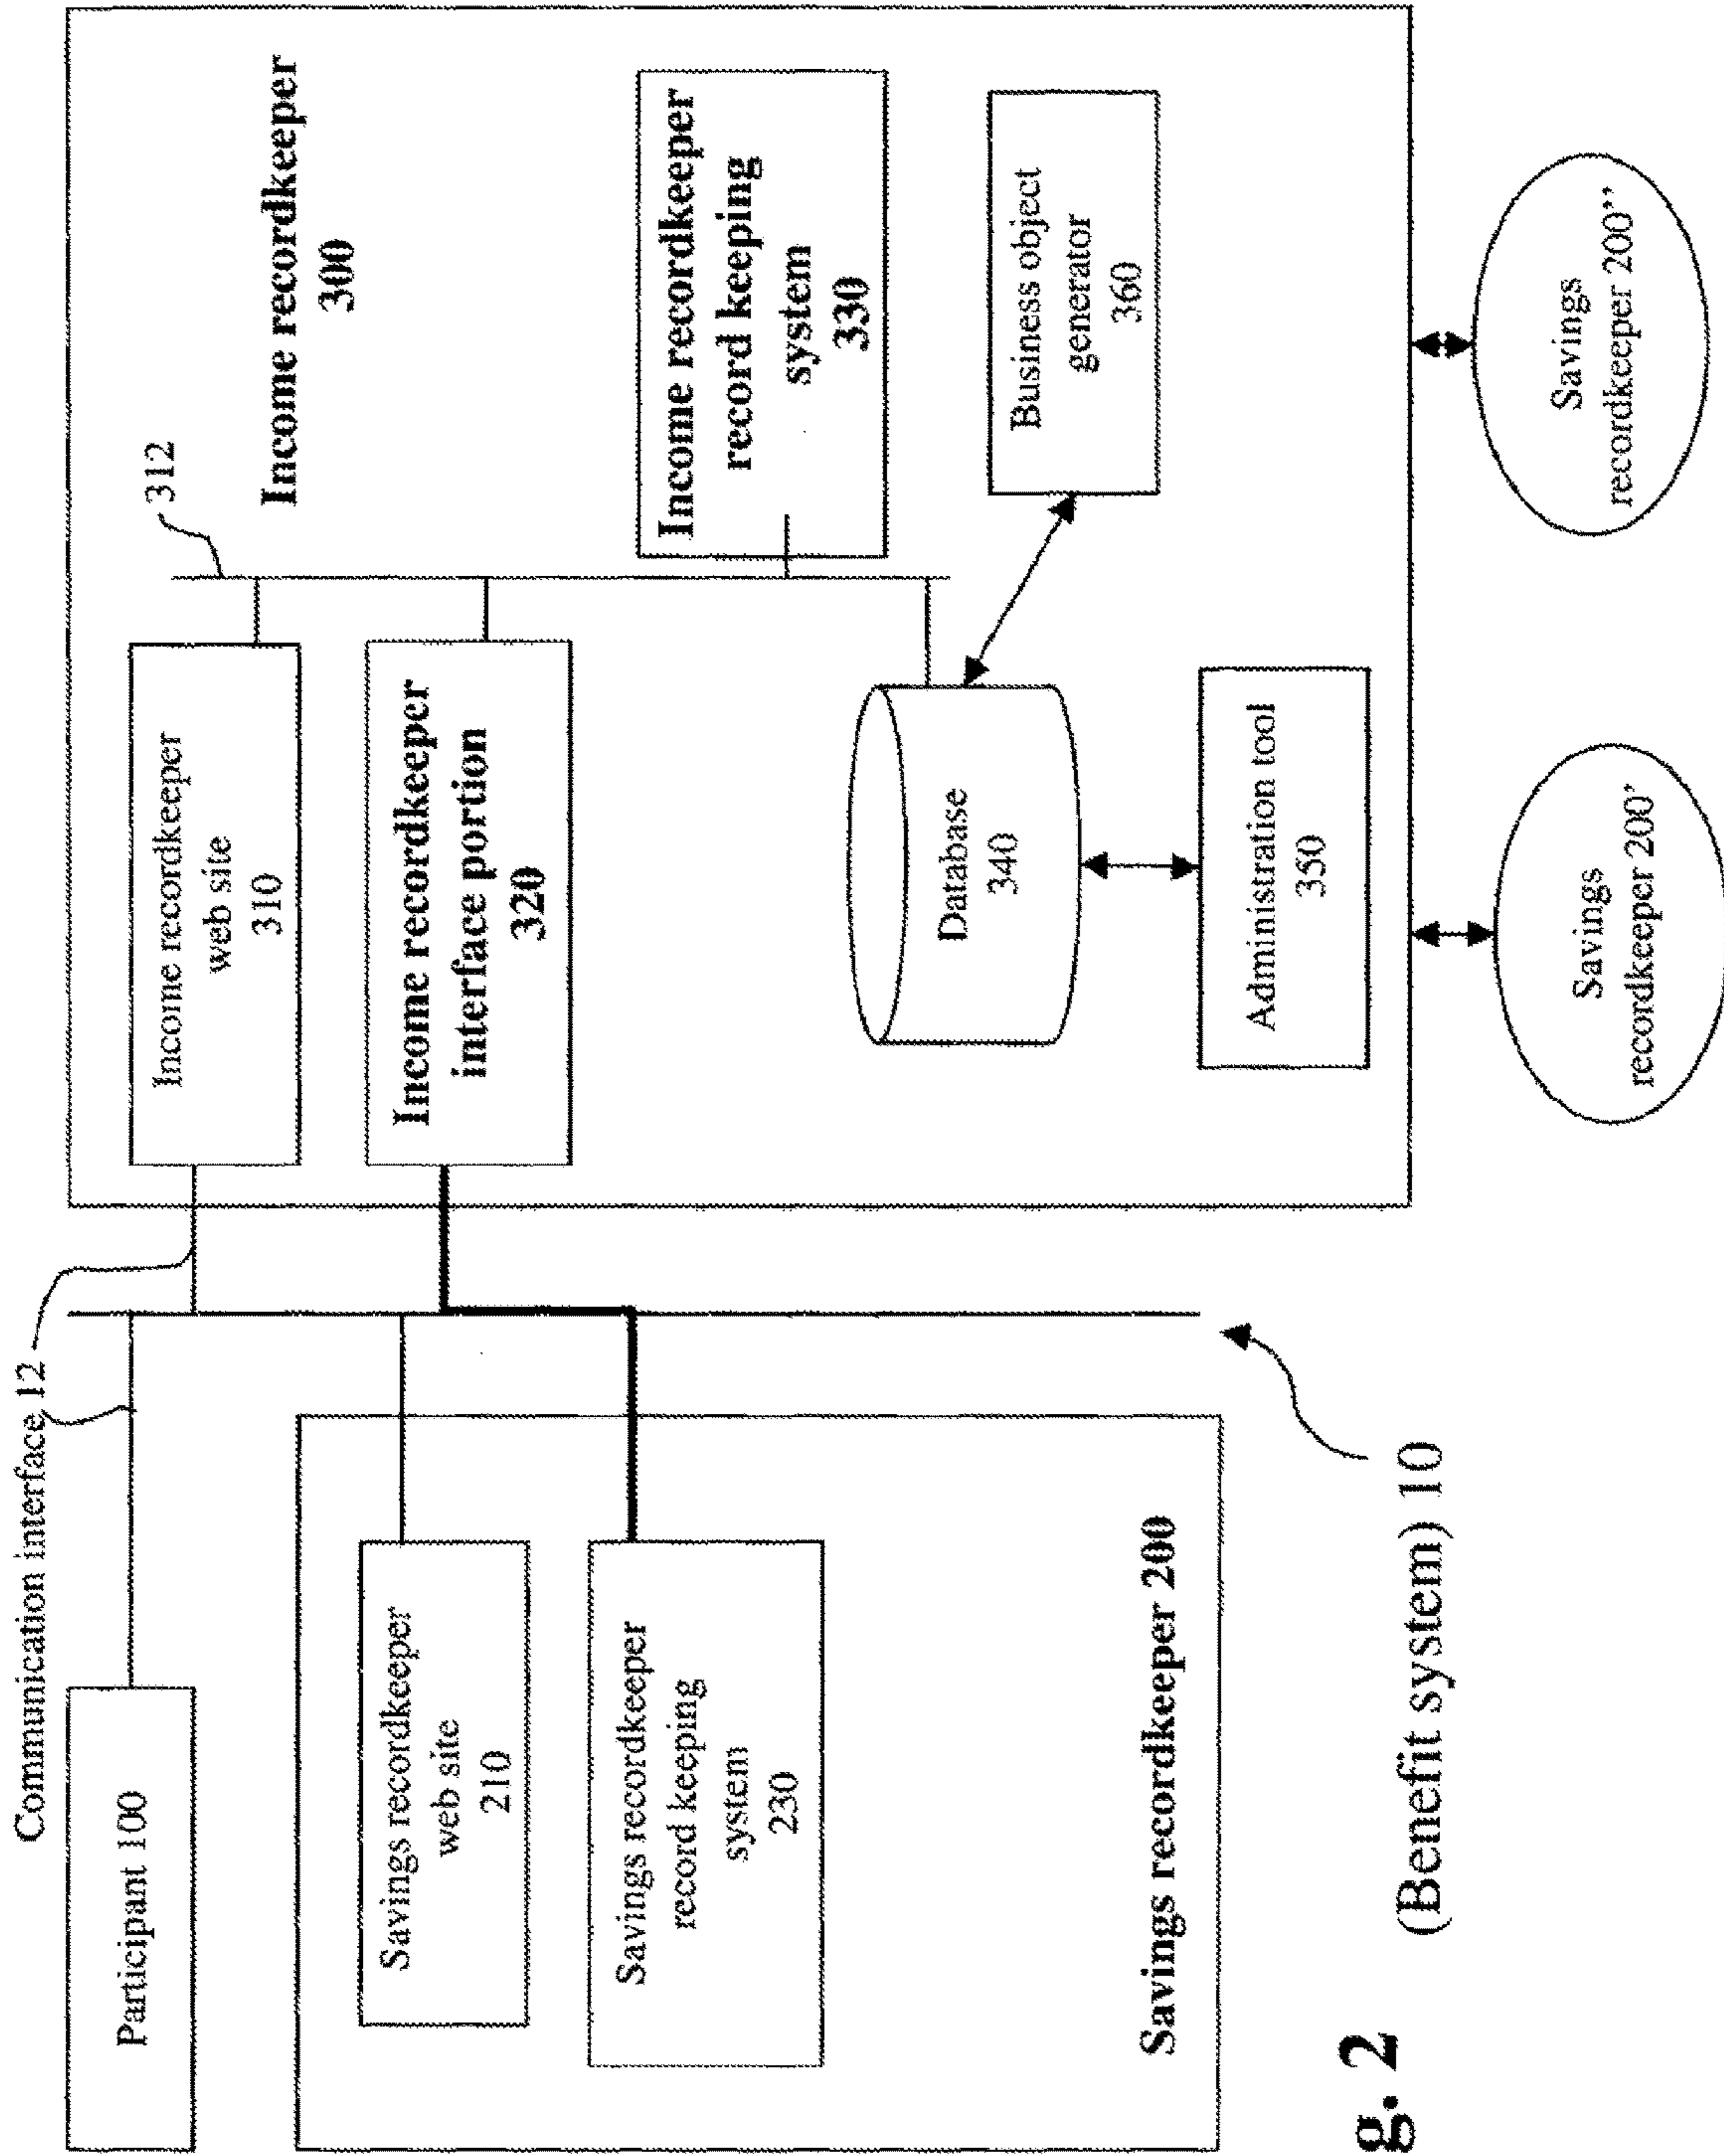 Communication interface 12
Participant 100
Savings recordkeeper
web site
210
Savings recordkeeper
record keeping
system
230
Savings recordkeeper 200
Income recordkeeper
web site
310
312
Income recordkeeper
300
Income recordkeeper
interface portion
320
Income recordkeeper
record keeping
system
330
Database
340
Business object
generator
360
Administration tool
350
Savings
recordkeeper 200'
Savings
recordkeeper 200''
(Benefit system) 10
g. 2